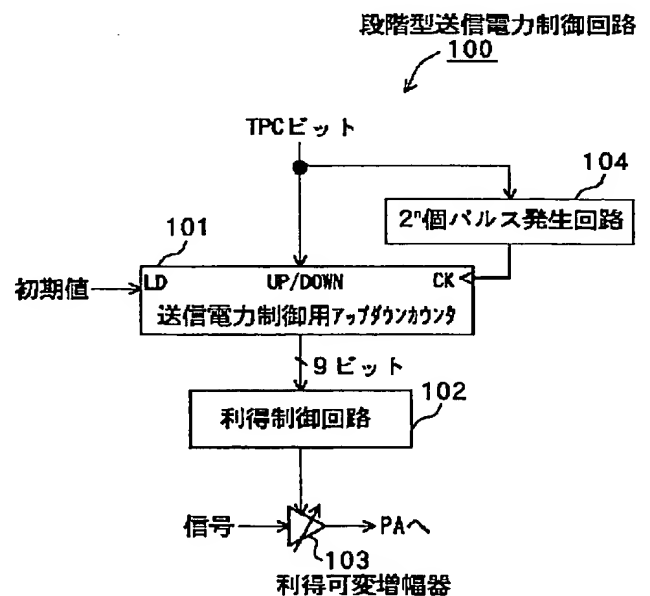 段階型送信電力制御回路
100
TPCビット
104
2ⁿ個パルス発生回路
101
初期値
LD UP/DOWN CK
送信電力制御用ｱｯﾌﾟﾀﾞｳﾝｶｳﾝﾀ
9ビット
102
利得制御回路
信号
PAへ
103
利得可変増幅器